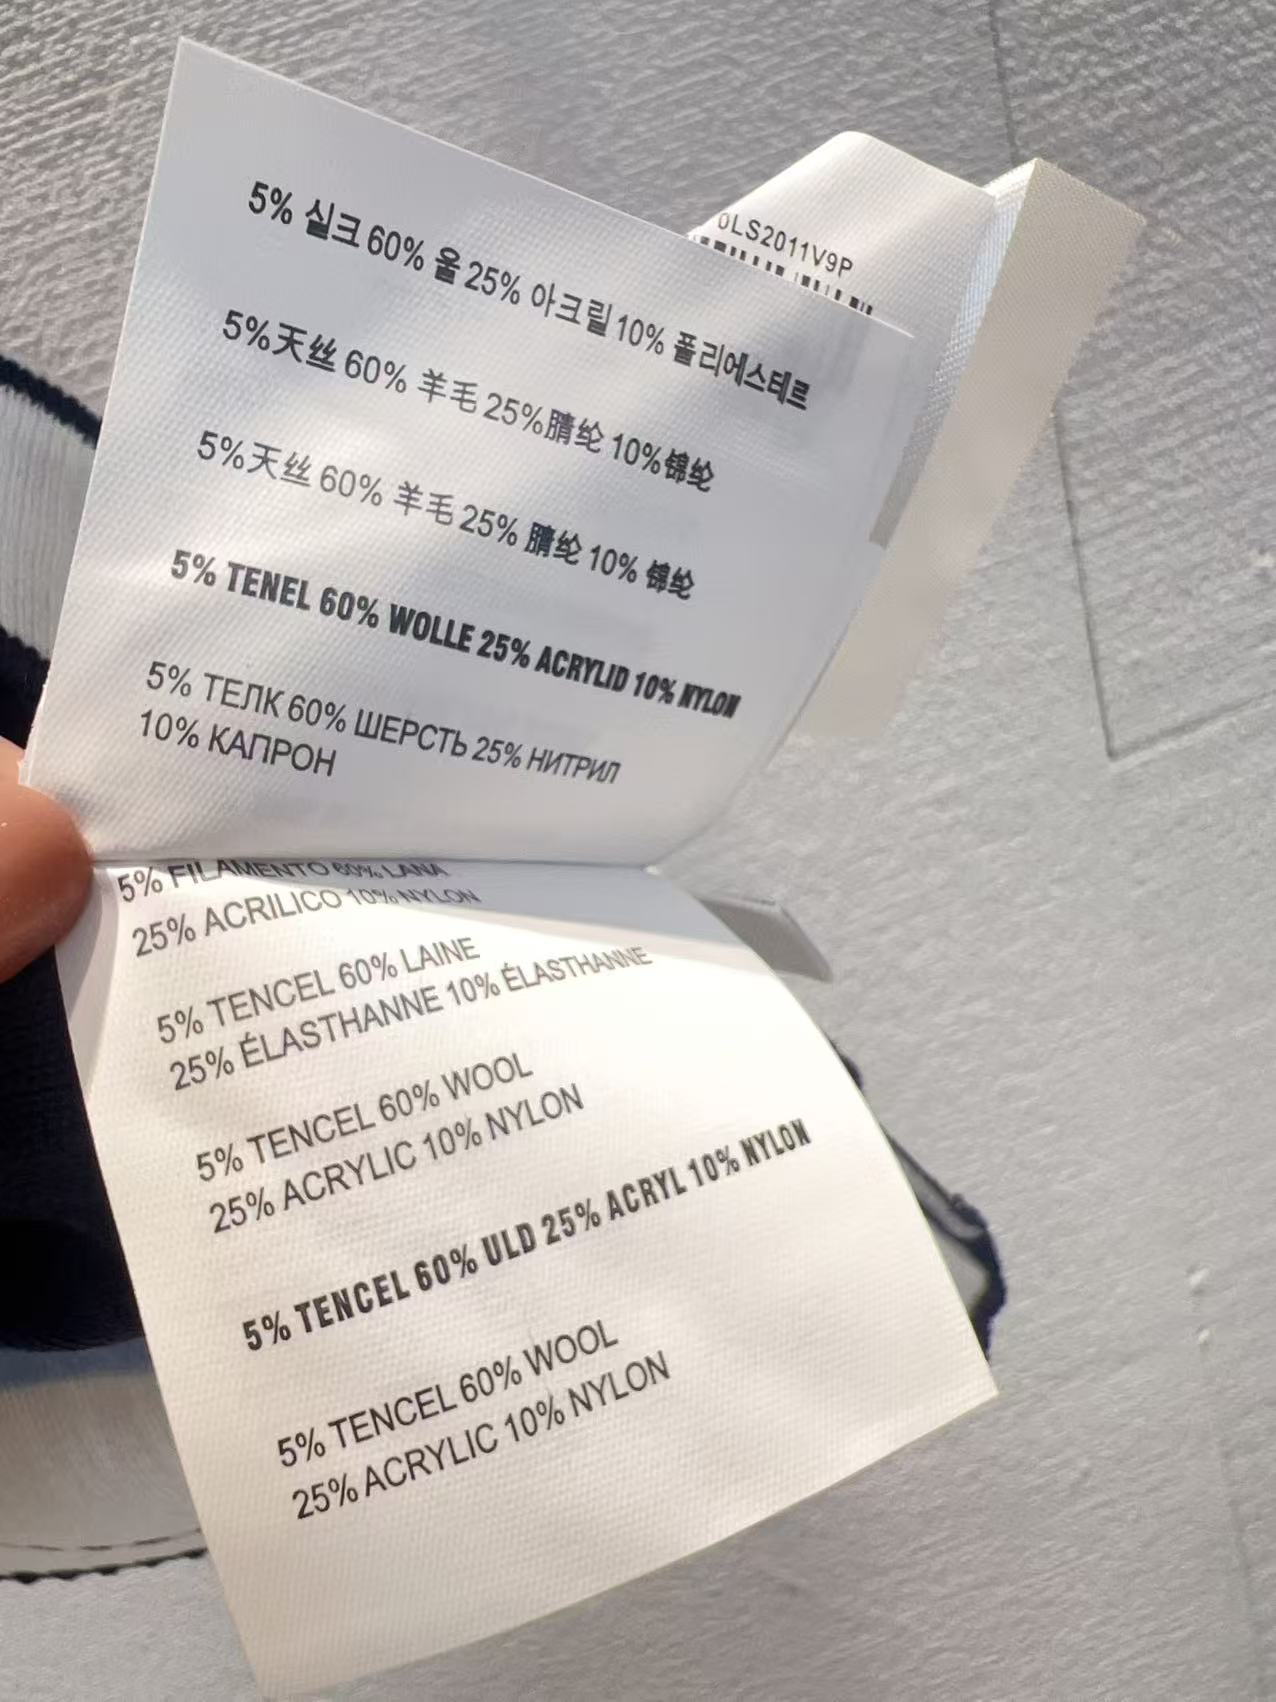 0LS2011V9P
5% 실크 60% 울 25% 아크릴 10% 폴리에스테르
5%天丝 60% 羊毛 25%腈纶 10%锦纶
5%天丝 60% 羊毛 25% 腈纶 10% 锦纶
5% TENEL 60% WOLLE 25% ACRYLID 10% NYLON
5% ТЕЛК 60% ШЕРСТЬ 25% НИТРИЛ
10% КАПРОН
5% FILAMENTO 60% LANA
25% ACRILICO 10% NYLON
5% TENCEL 60% LAINE
25% ÉLASTHANNE 10% ÉLASTHANNE
5% TENCEL 60% WOOL
25% ACRYLIC 10% NYLON
5% TENCEL 60% ULD 25% ACRYL 10% NYLON
5% TENCEL 60% WOOL
25% ACRYLIC 10% NYLON